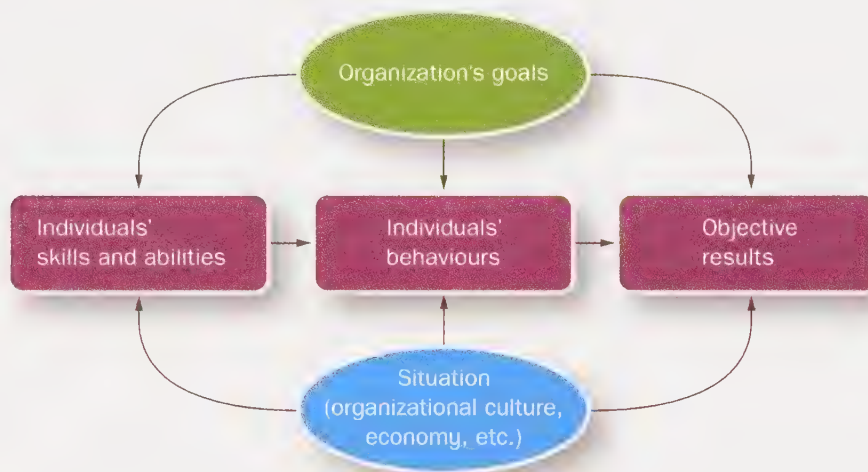 Organization's goals
Individuals'
skills and abilities
Individuals'
behaviours
Objective
results
Situation
(organizational culture,
economy, etc.)